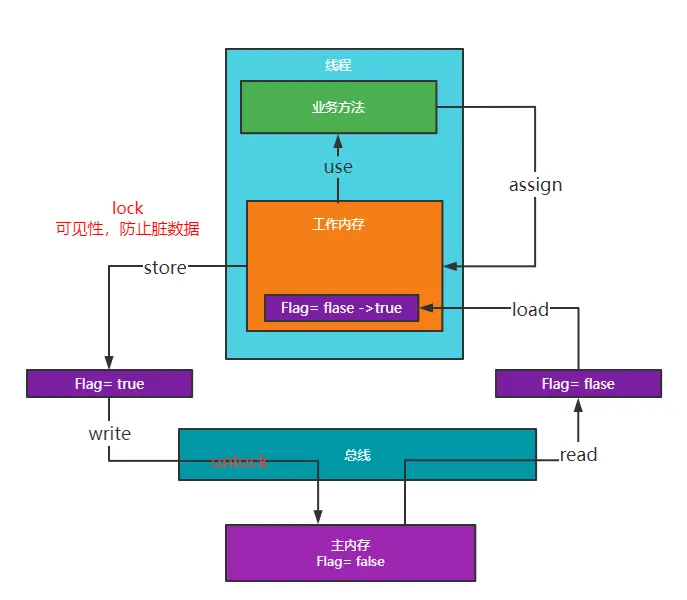 线程
业务方法
use
assign
lock
可见性，防止脏数据
工作内存
store
Flag= flase ->true
load
Flag= true
Flag= flase
write
unlock
总线
read
主内存
Flag= false